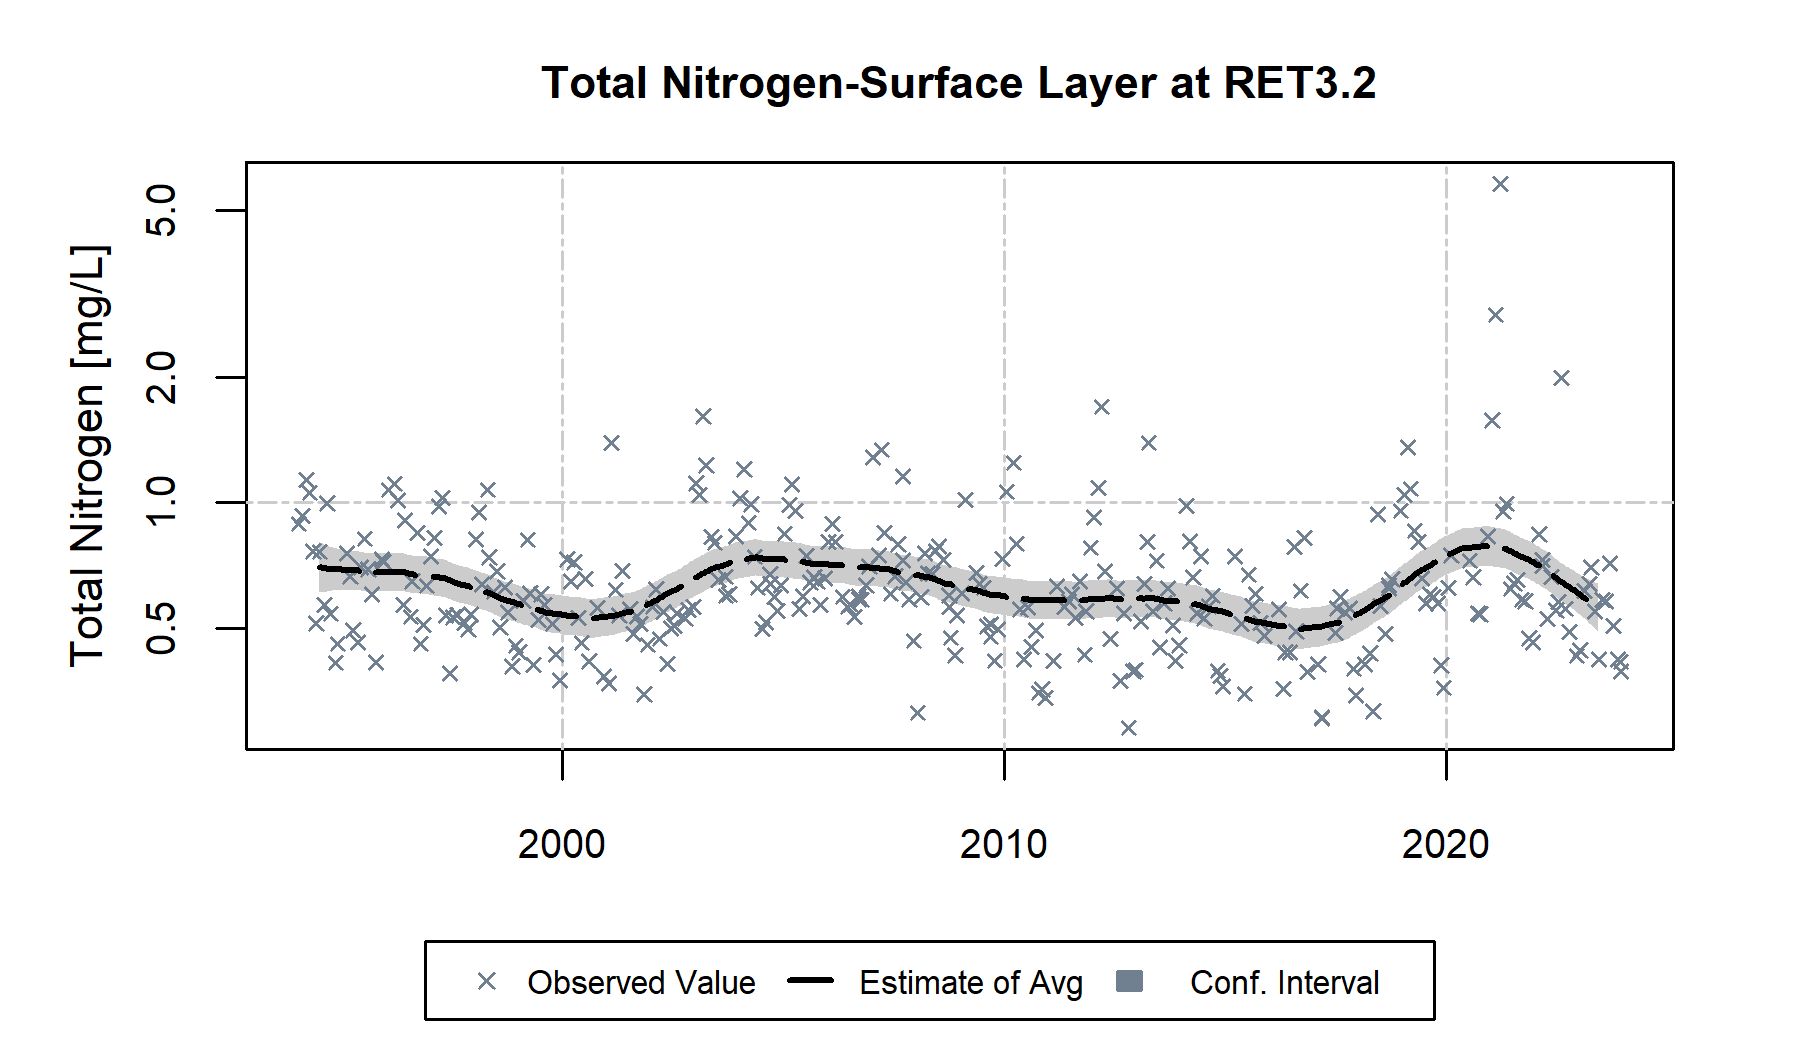 Total Nitrogen-Surface Layer at RET3.2
Total Nitrogen [mg/L]
5.0
2.0
1.0
0.5
2000
2010
2020
Observed Value
Estimate of Avg
Conf. Interval